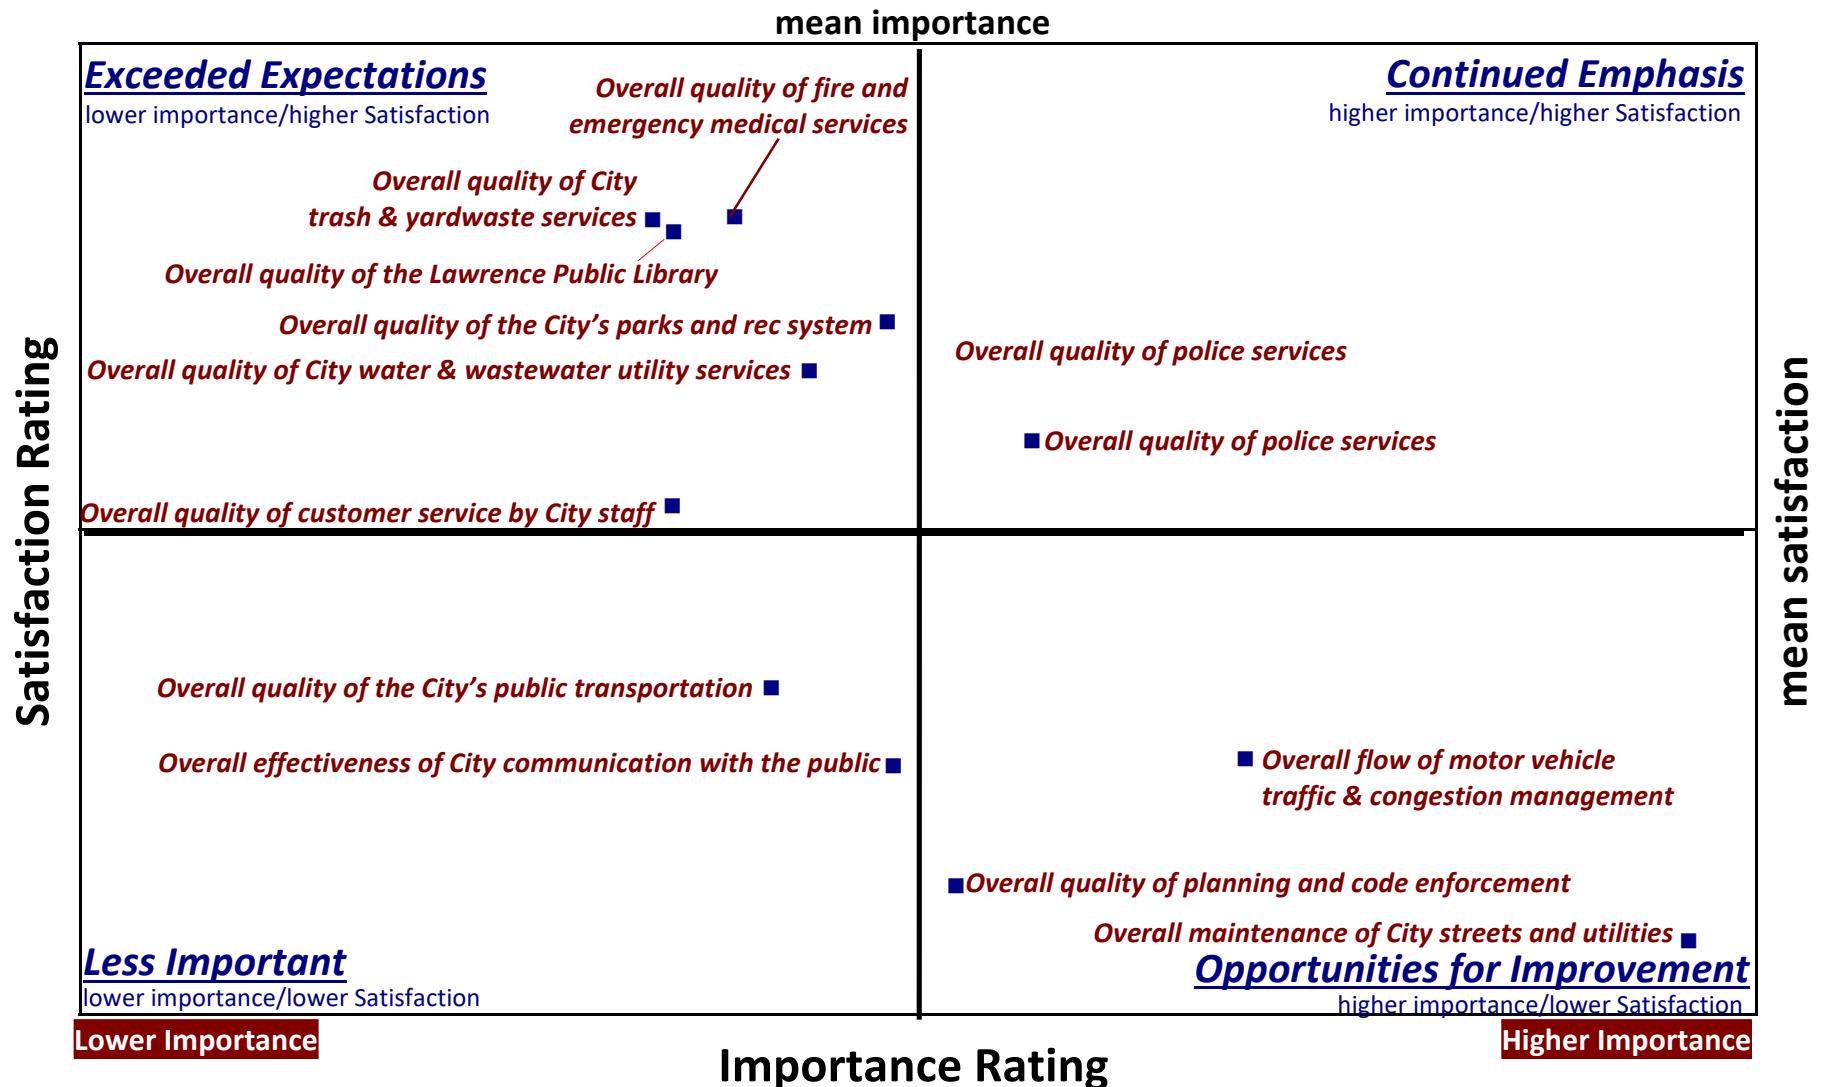 mean importance
Exceeded Expectations
lower importance/higher Satisfaction
Continued Emphasis
higher importance/higher Satisfaction
Overall quality of fire and
emergency medical services
Overall quality of City
trash & yardwaste services
Overall quality of the Lawrence Public Library
Overall quality of the City’s parks and rec system
Overall quality of City water & wastewater utility services
Overall quality of police services
Overall quality of police services
Overall quality of customer service by City staff
Satisfaction Rating
mean satisfaction
Overall quality of the City’s public transportation
Overall effectiveness of City communication with the public
Overall flow of motor vehicle
traffic & congestion management
Overall quality of planning and code enforcement
Overall maintenance of City streets and utilities
Less Important
lower importance/lower Satisfaction
Opportunities for Improvement
higher importance/lower Satisfaction
Lower Importance
Importance Rating
Higher Importance